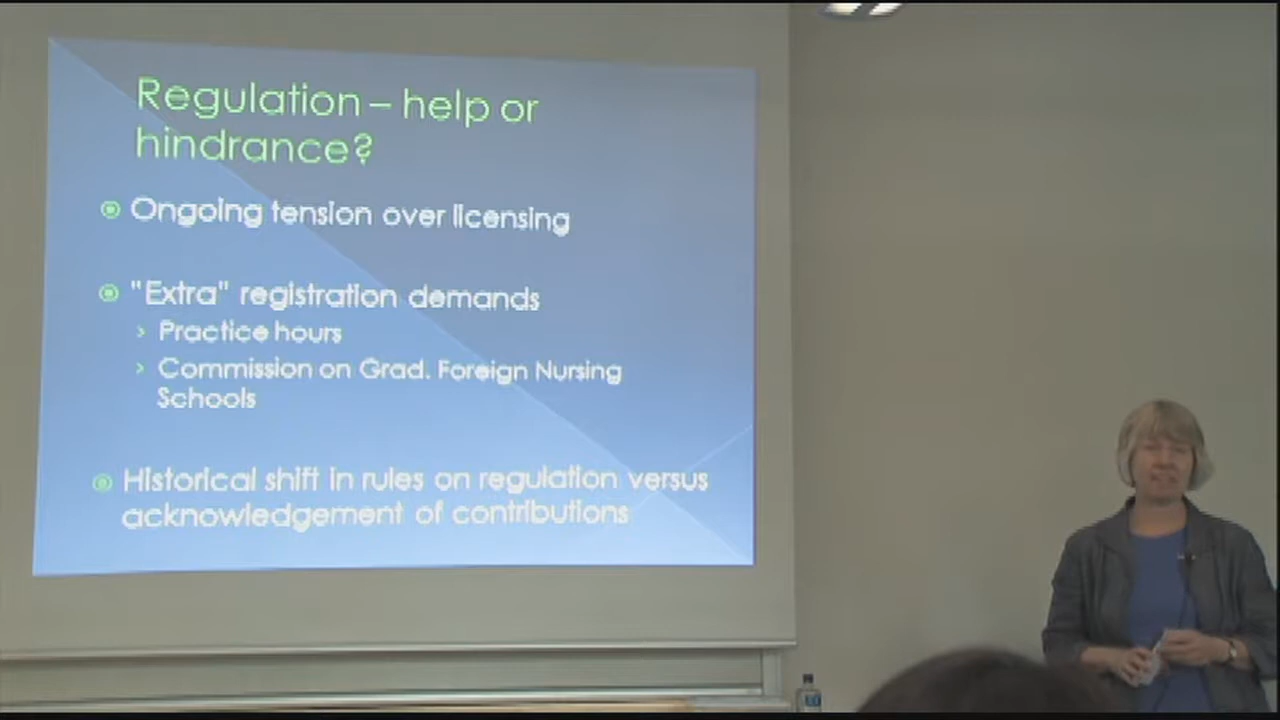 Regulation – help or
hindrance?
Ongoing tension over licensing
"Extra" registration demands
Practice hours
Commission on Grad. Foreign Nursing
Schools
Historical shift in rules on regulation versus
acknowledgement of contributions